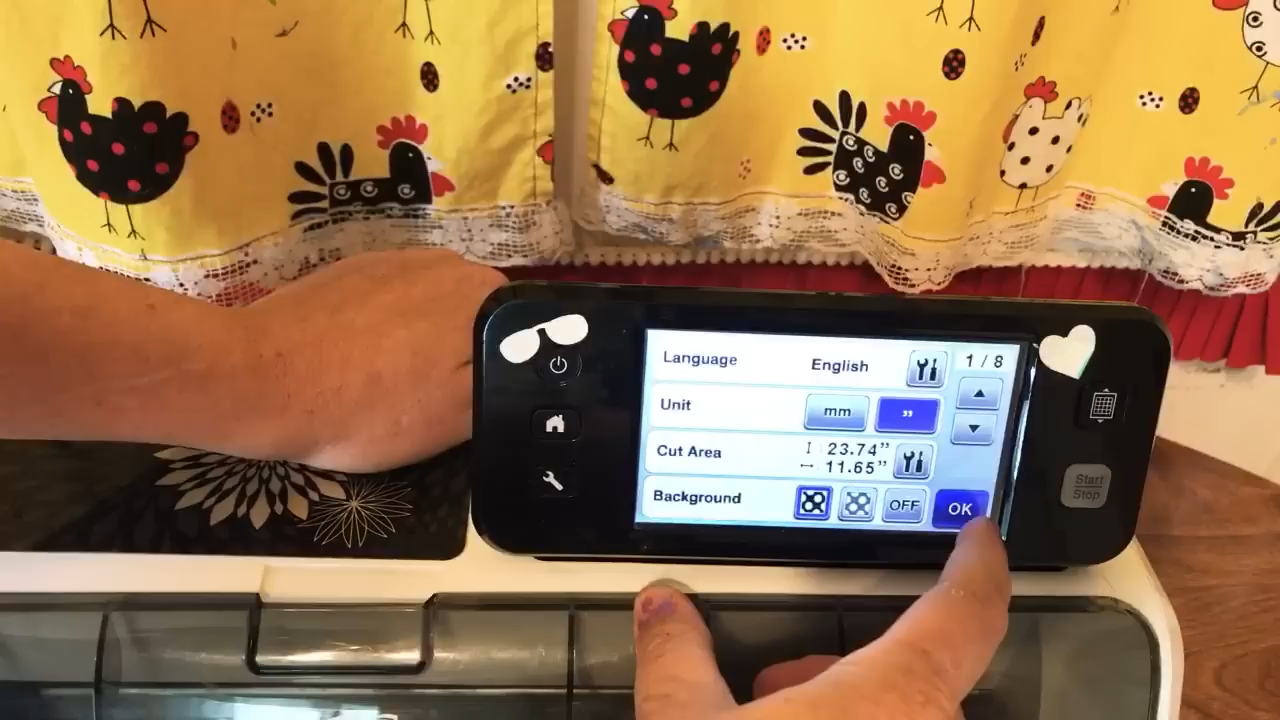 Language English 1 / 8
Unit mm ”
Cut Area 23.74”
11.65”
Background OFF OK
Start
Stop